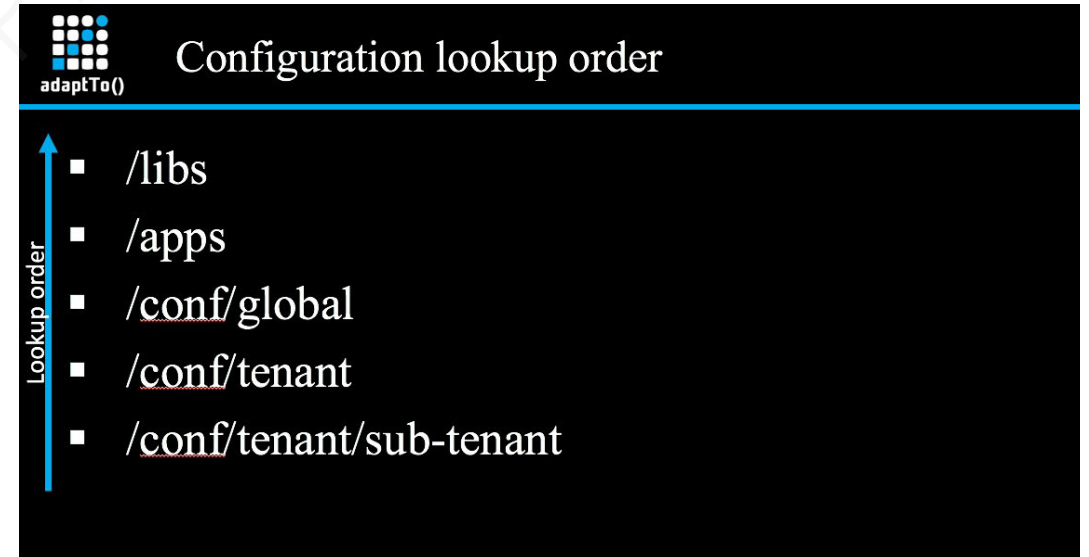 adaptTo()
Configuration lookup order
Lookup order
/libs
/apps
/conf/global
/conf/tenant
/conf/tenant/sub-tenant